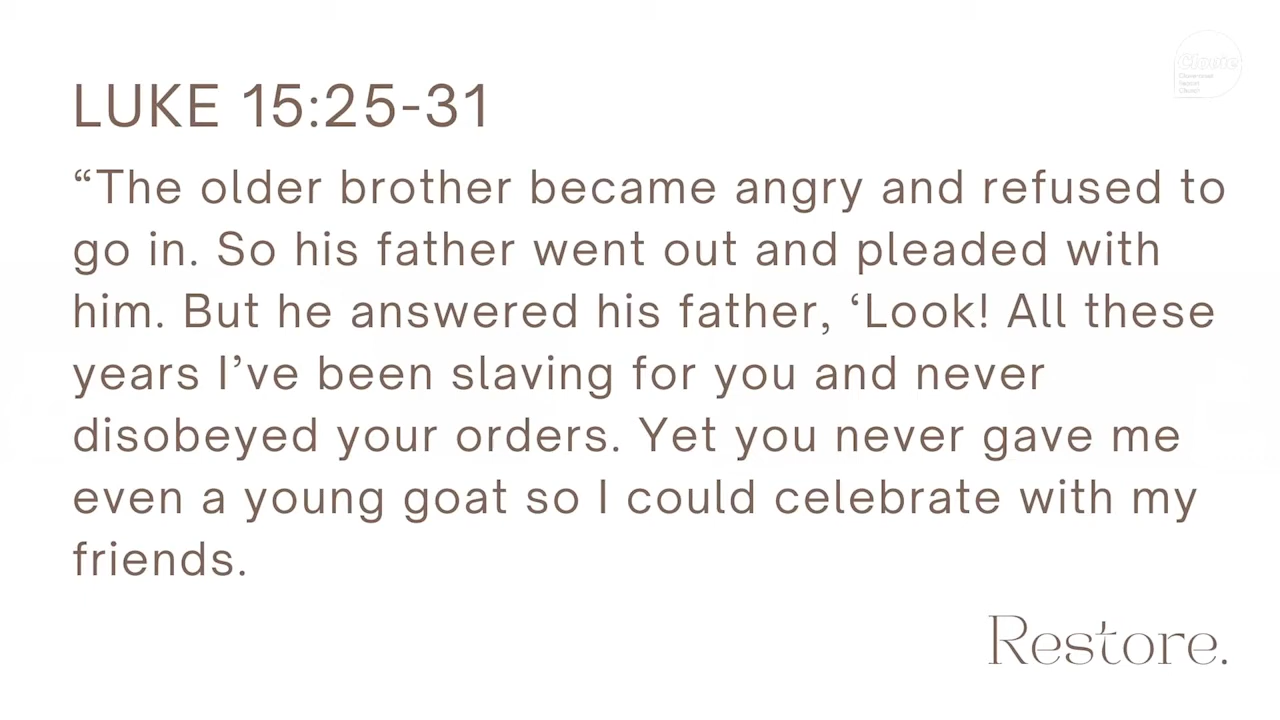 LUKE 15:25-31
“The older brother became angry and refused to
go in. So his father went out and pleaded with
him. But he answered his father, ‘Look! All these
years I’ve been slaving for you and never
disobeyed your orders. Yet you never gave me
even a young goat so I could celebrate with my
friends.
Restore.